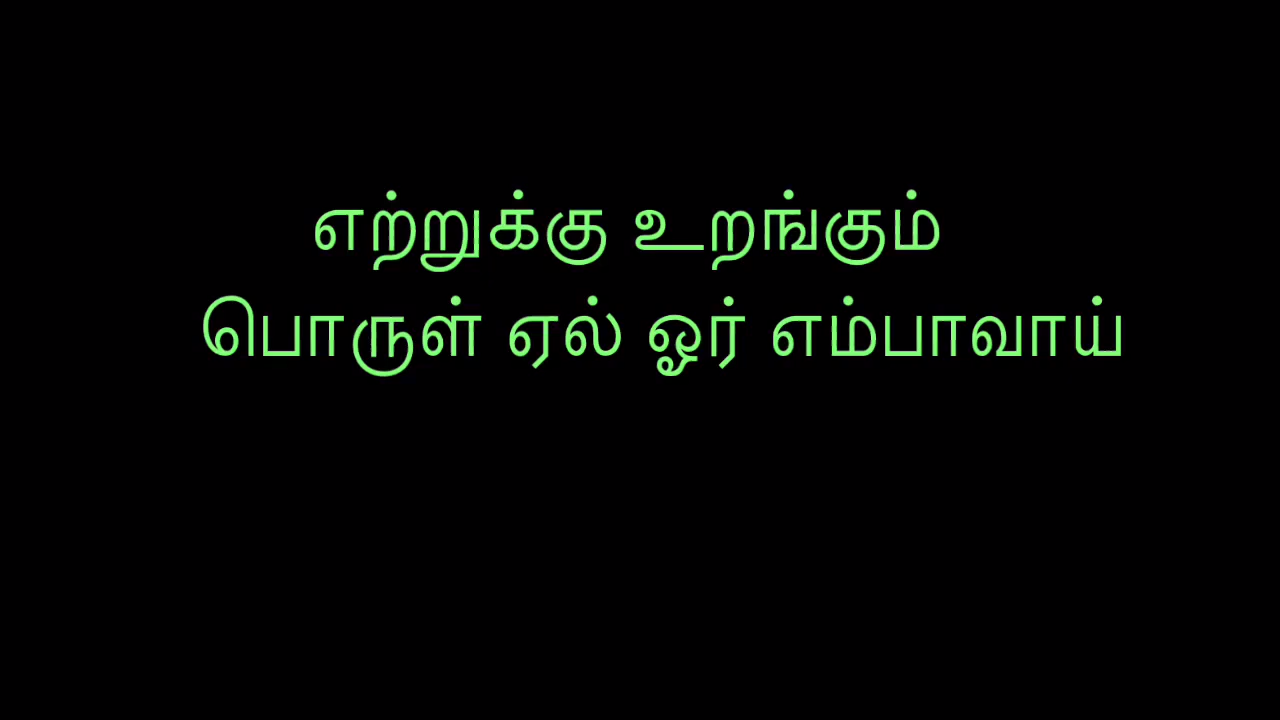 எற்றுக்கு உறங்கும்
பொருள் ஏல் ஓர் எம்பாவாய்